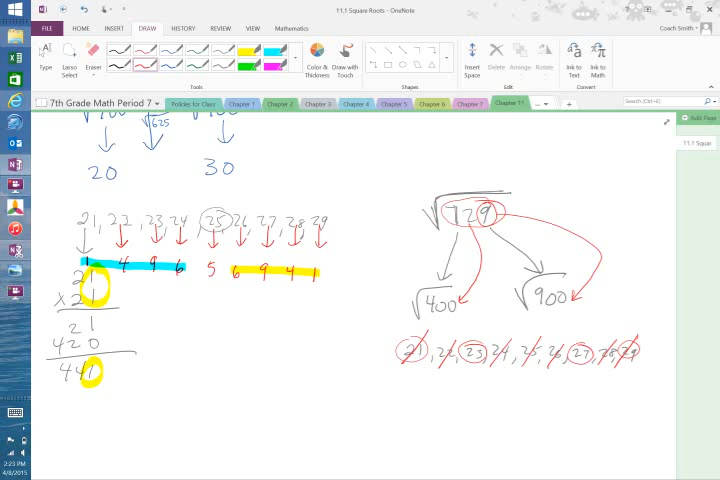 11.1 Square Roots - OneNote
FILE HOME INSERT DRAW HISTORY REVIEW VIEW Mathematics
Coach Smith
Type Lasso Select Eraser
Color & Thickness Draw with Touch
Insert Space Delete Arrange Rotate
Ink to Text Ink to Math
Tools Shapes Edit Convert
7th Grade Math Period 7 Policies for Class Chapter 1 Chapter 2 Chapter 3 Chapter 4 Chapter 5 Chapter 6 Chapter 7 Chapter 11 ... + Search (Ctrl+E)
Add Page
11.1 Squar
√625
20 30
21, 22, 23, 24, 25, 26, 27, 28, 29
1 4 9 6 5 6 9 4 1
21
x 21
21
420
441
√729
√400 √900
21, 22, 23, 24, 25, 26, 27, 28, 29
2:23 PM
4/8/2015